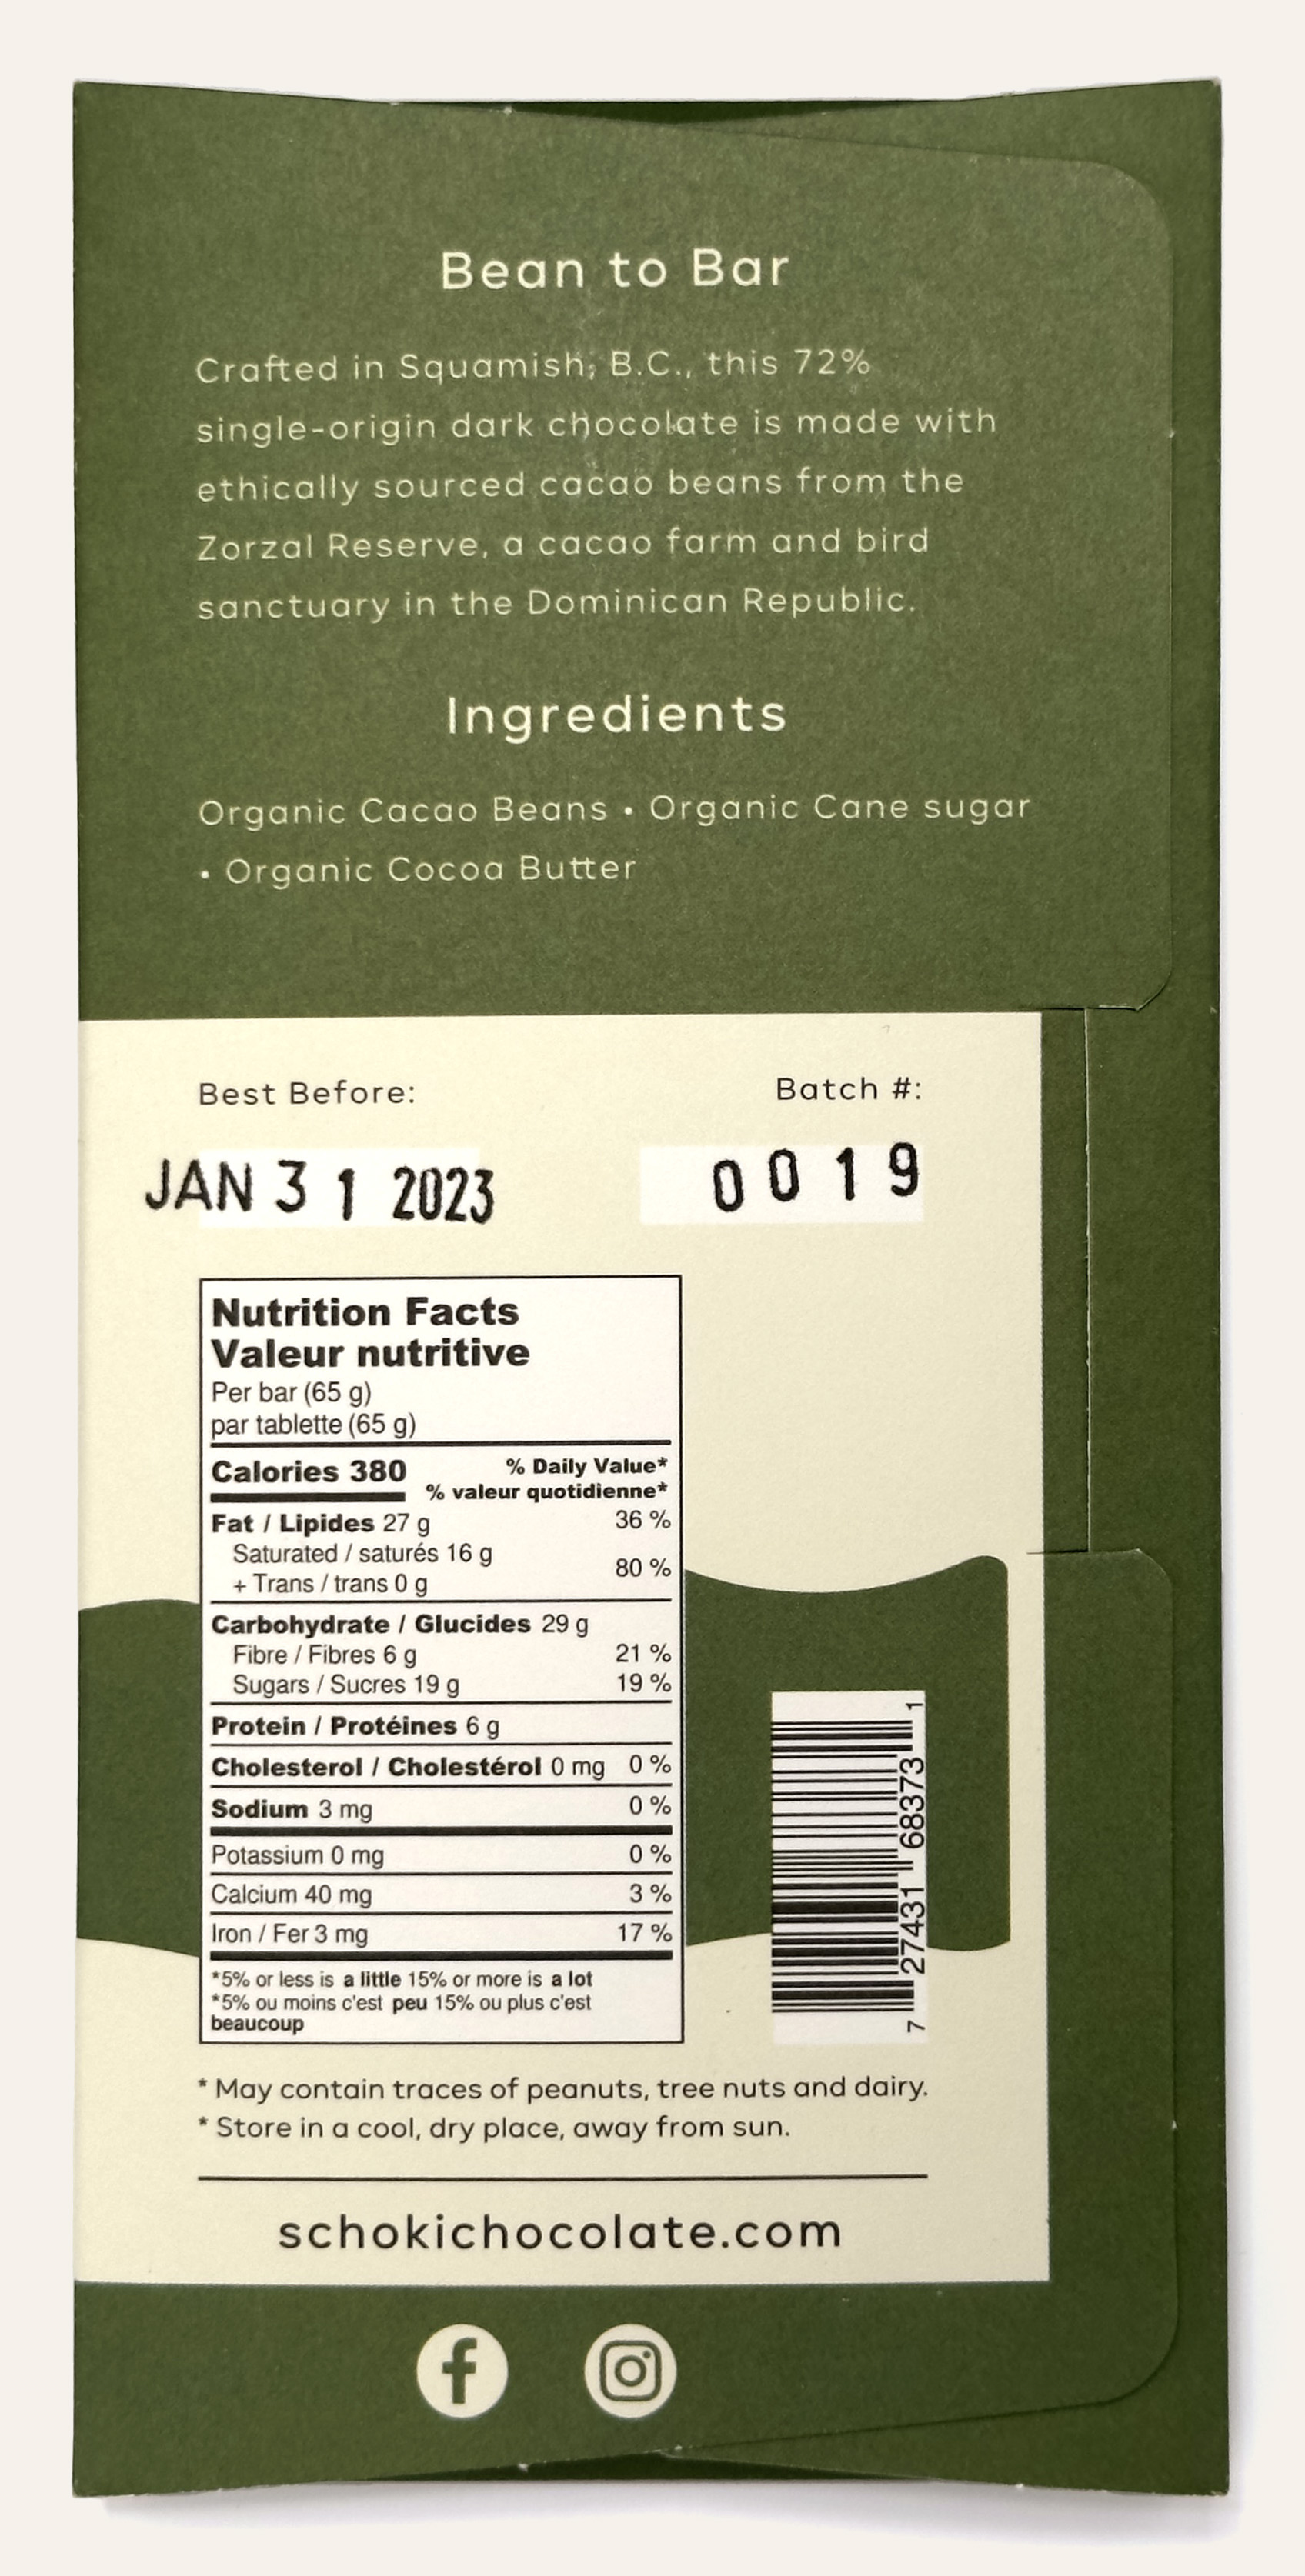 Bean to Bar
Crafted in Squamish, B.C., this 72%
single-origin dark chocolate is made with
ethically sourced cacao beans from the
Zorzal Reserve, a cacao farm and bird
sanctuary in the Dominican Republic.
Ingredients
Organic Cacao Beans • Organic Cane sugar
• Organic Cocoa Butter
Best Before: Batch #:
JAN 31 2023 0019
Nutrition Facts
Valeur nutritive
Per bar (65 g)
par tablette (65 g)
Calories 380 % Daily Value*
% valeur quotidienne*
Fat / Lipides 27 g 36 %
Saturated / saturés 16 g
+ Trans / trans 0 g 80 %
Carbohydrate / Glucides 29 g
Fibre / Fibres 6 g 21 %
Sugars / Sucres 19 g 19 %
Protein / Protéines 6 g
Cholesterol / Cholestérol 0 mg 0 %
Sodium 3 mg 0 %
Potassium 0 mg 0 %
Calcium 40 mg 3 %
Iron / Fer 3 mg 17 %
*5% or less is a little 15% or more is a lot
*5% ou moins c'est peu 15% ou plus c'est
beaucoup
7 27431 68373 1
* May contain traces of peanuts, tree nuts and dairy.
* Store in a cool, dry place, away from sun.
schokichocolate.com